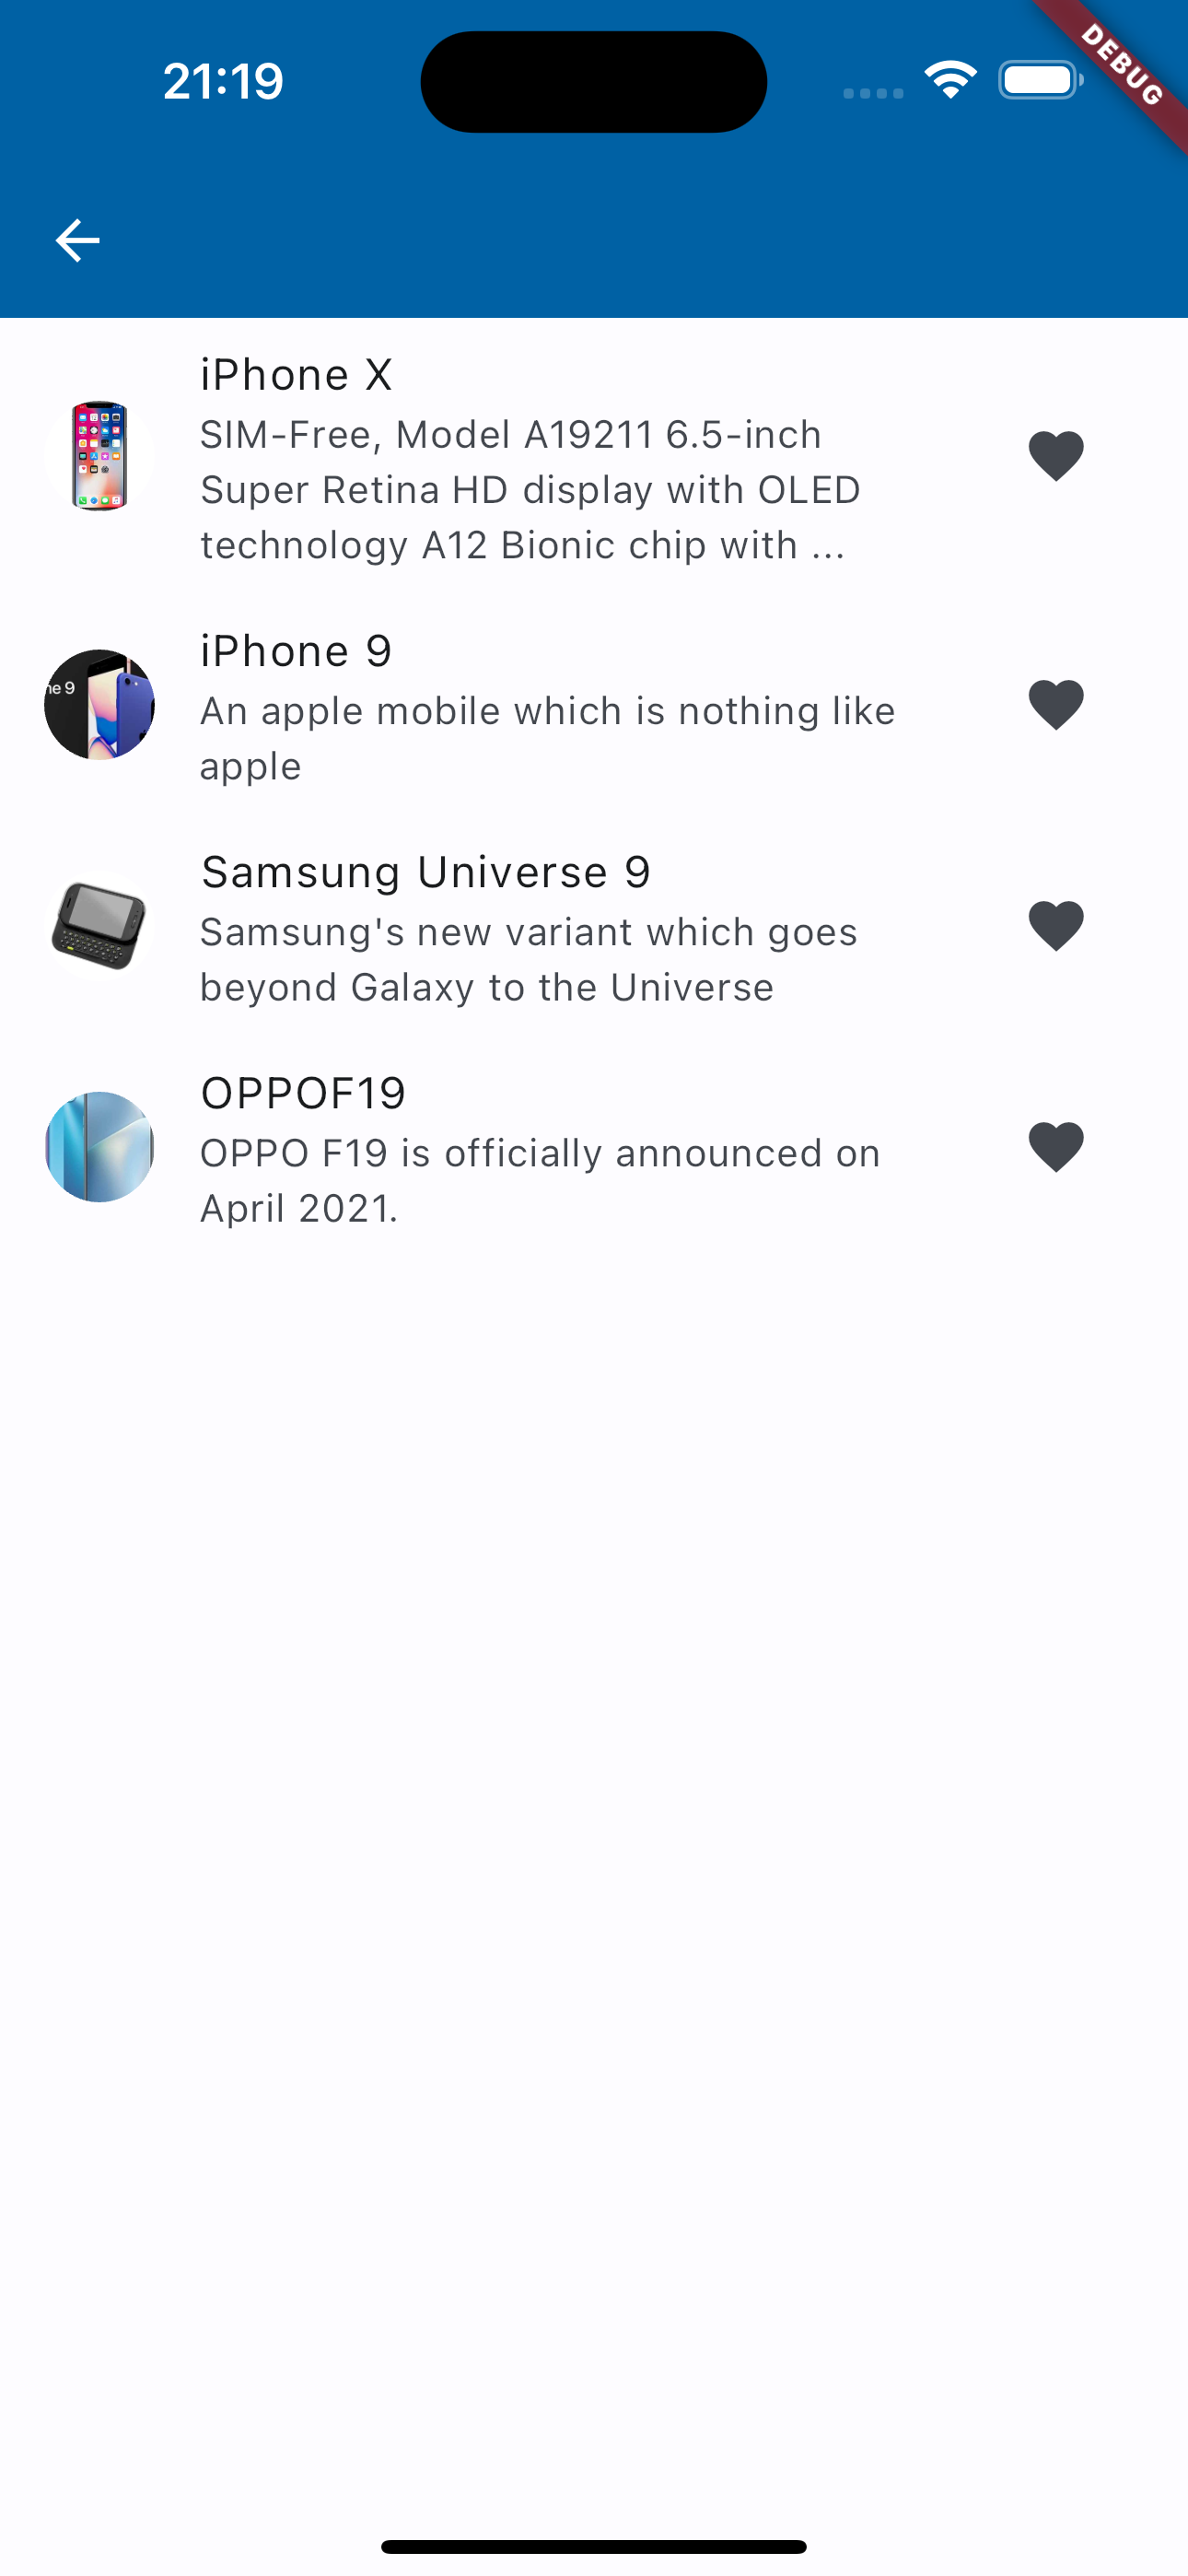 21:19
DEBUG
iPhone X
SIM-Free, Model A19211 6.5-inch
Super Retina HD display with OLED
technology A12 Bionic chip with ...
iPhone 9
An apple mobile which is nothing like
apple
ne 9
Samsung Universe 9
Samsung's new variant which goes
beyond Galaxy to the Universe
OPPOF19
OPPO F19 is officially announced on
April 2021.